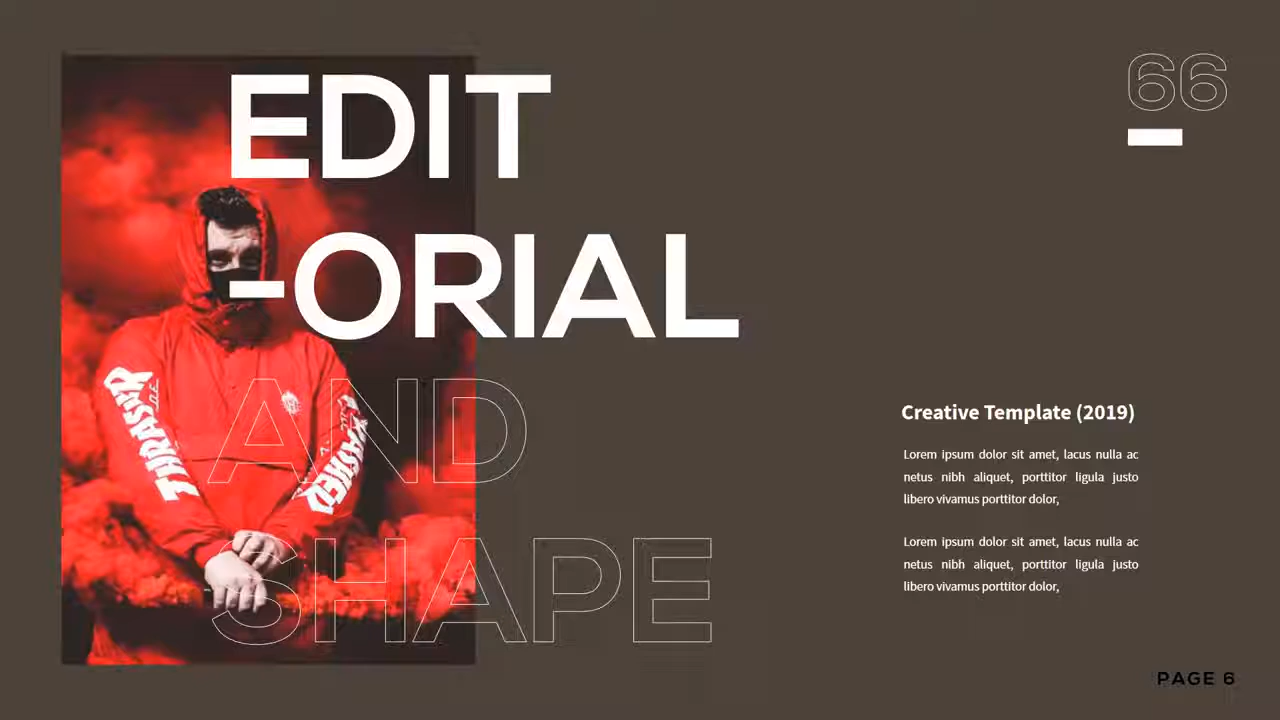 EDIT
-ORIAL
AND
SHAPE
THRASHER
66
Creative Template (2019)
Lorem ipsum dolor sit amet, lacus nulla ac
netus nibh aliquet, porttitor ligula justo
libero vivamus porttitor dolor,
Lorem ipsum dolor sit amet, lacus nulla ac
netus nibh aliquet, porttitor ligula justo
libero vivamus porttitor dolor,
PAGE 6